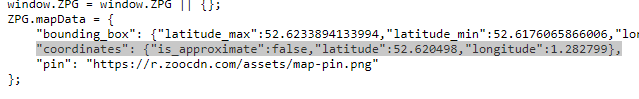 window.ZPG = window.ZPG || {};
ZPG.mapData = {
"bounding_box": {"latitude_max":52.6233894133994,"latitude_min":52.6176065866006,"lon
"coordinates": {"is_approximate":false,"latitude":52.620498,"longitude":1.282799},
"pin": "https://r.zoocdn.com/assets/map-pin.png"
};